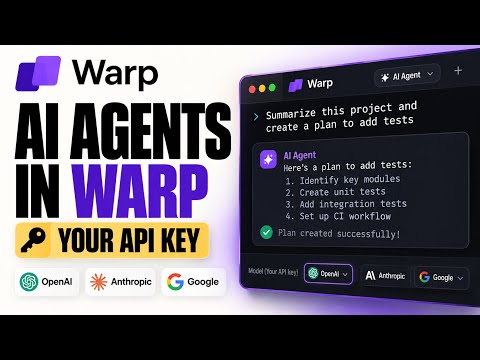 Warp
AI AGENTS
IN WARP
YOUR API KEY
OpenAI
Anthropic
Google
Warp
AI Agent
+
> Summarize this project and
create a plan to add tests
AI Agent
Here's a plan to add tests:
1. Identify key modules
2. Create unit tests
3. Add integration tests
4. Set up CI workflow
Plan created successfully!
Model (Your API key)
OpenAI
Anthropic
Google